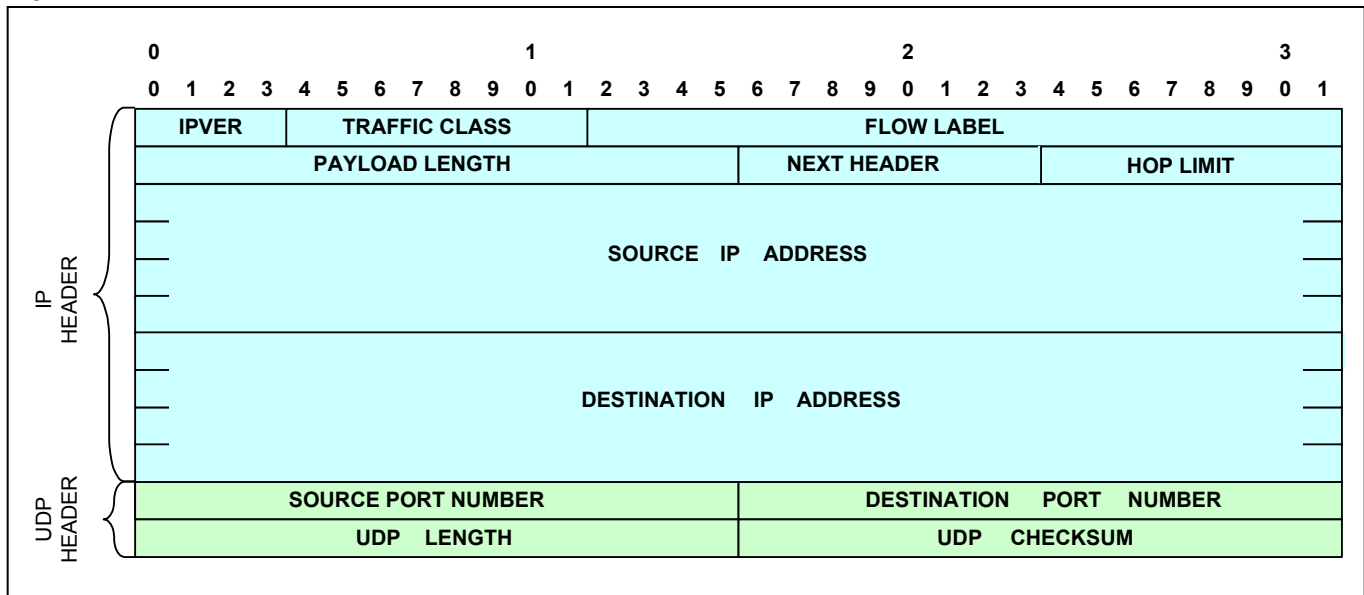 0 1 2 3
0 1 2 3 4 5 6 7 8 9 0 1 2 3 4 5 6 7 8 9 0 1 2 3 4 5 6 7 8 9 0 1
IPVER TRAFFIC CLASS FLOW LABEL
PAYLOAD LENGTH NEXT HEADER HOP LIMIT
SOURCE IP ADDRESS
IP
HEADER
DESTINATION IP ADDRESS
UDP
HEADER
SOURCE PORT NUMBER DESTINATION PORT NUMBER
UDP LENGTH UDP CHECKSUM